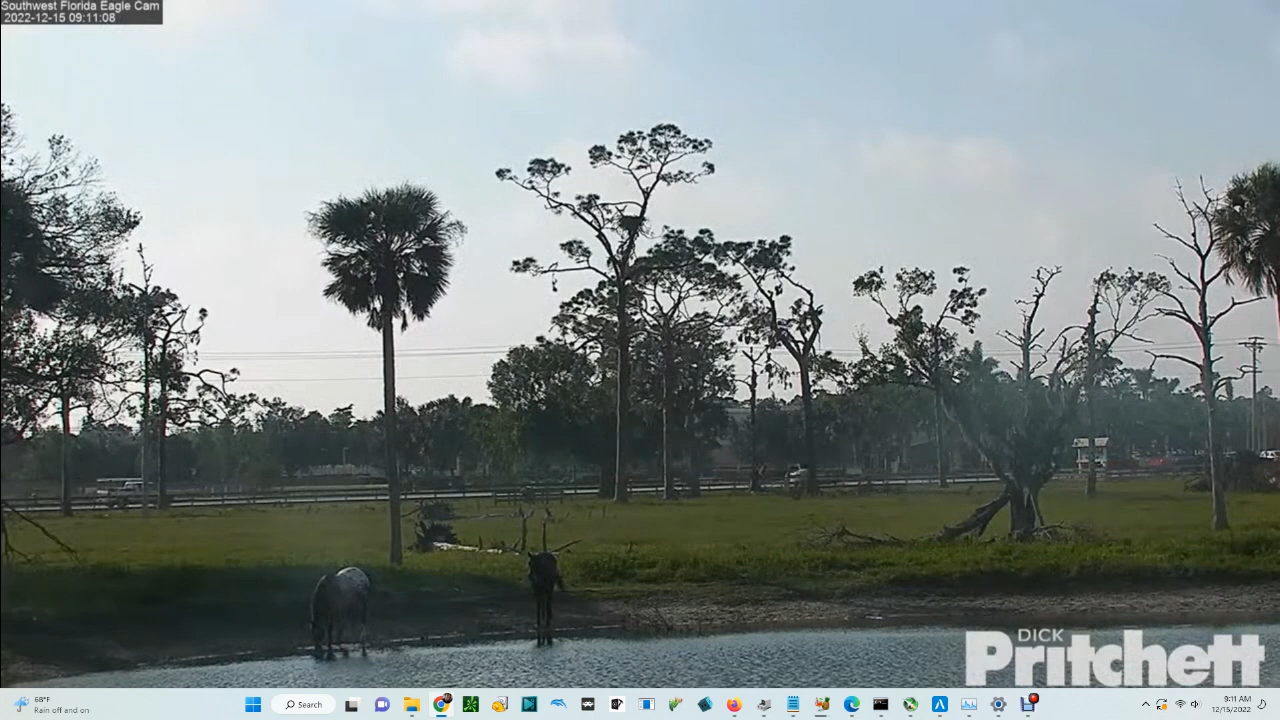 Southwest Florida Eagle Cam
2022-12-15 09:11:08
DICK
Pritchett
68°F
Rain off and on
Search
9:11 AM
12/15/2022